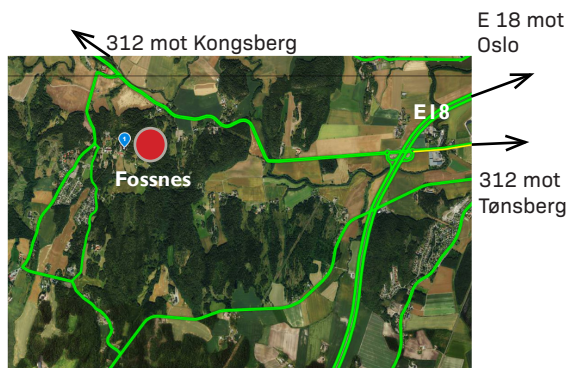 312 mot Kongsberg
E 18 mot
Oslo
E18
Fossnes
312 mot
Tønsberg